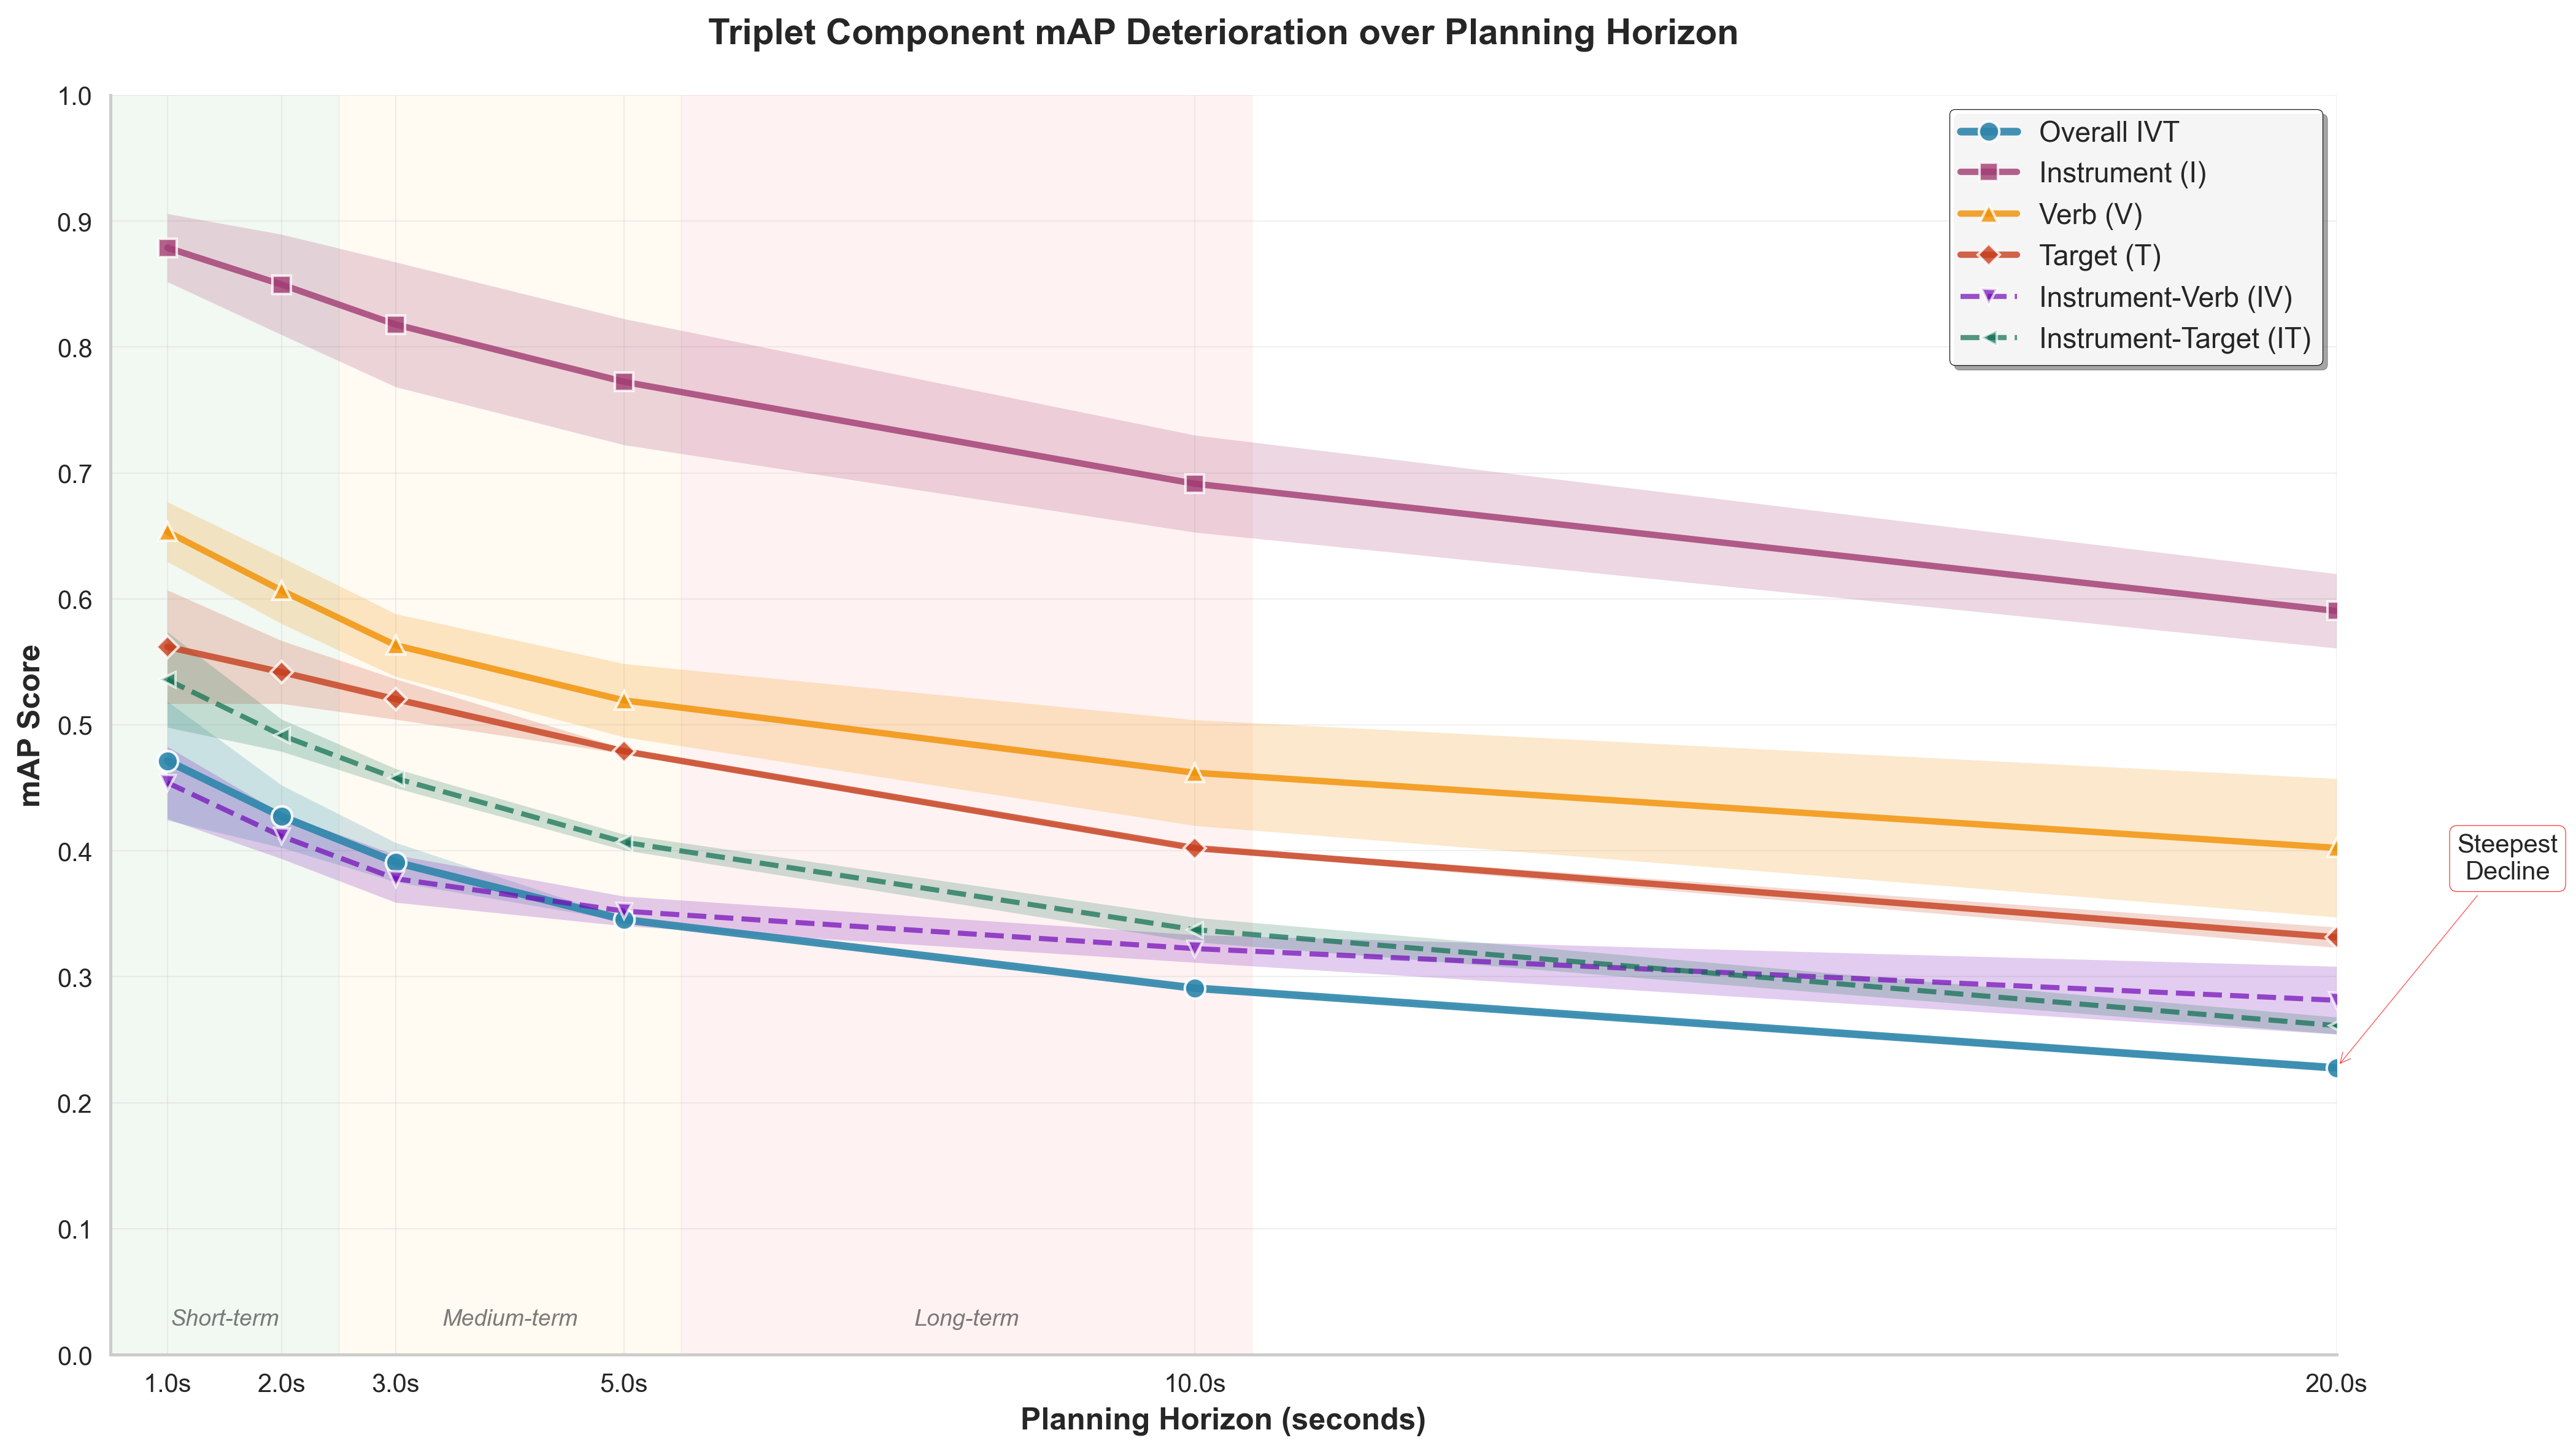 Triplet Component mAP Deterioration over Planning Horizon
mAP Score
1.0
0.9
0.8
0.7
0.6
0.5
0.4
0.3
0.2
0.1
0.0
Overall IVT
Instrument (I)
Verb (V)
Target (T)
Instrument-Verb (IV)
Instrument-Target (IT)
Steepest
Decline
Short-term
Medium-term
Long-term
1.0s
2.0s
3.0s
5.0s
10.0s
20.0s
Planning Horizon (seconds)